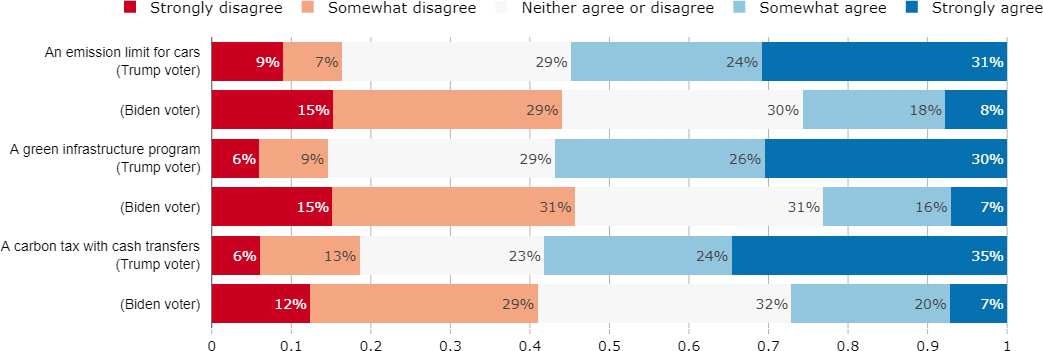 Strongly disagree Somewhat disagree Neither agree or disagree Somewhat agree Strongly agree
An emission limit for cars
(Trump voter) 9% 7% 29% 24% 31%
(Biden voter) 15% 29% 30% 18% 8%
A green infrastructure program
(Trump voter) 6% 9% 29% 26% 30%
(Biden voter) 15% 31% 31% 16% 7%
A carbon tax with cash transfers
(Trump voter) 6% 13% 23% 24% 35%
(Biden voter) 12% 29% 32% 20% 7%
0 0.1 0.2 0.3 0.4 0.5 0.6 0.7 0.8 0.9 1